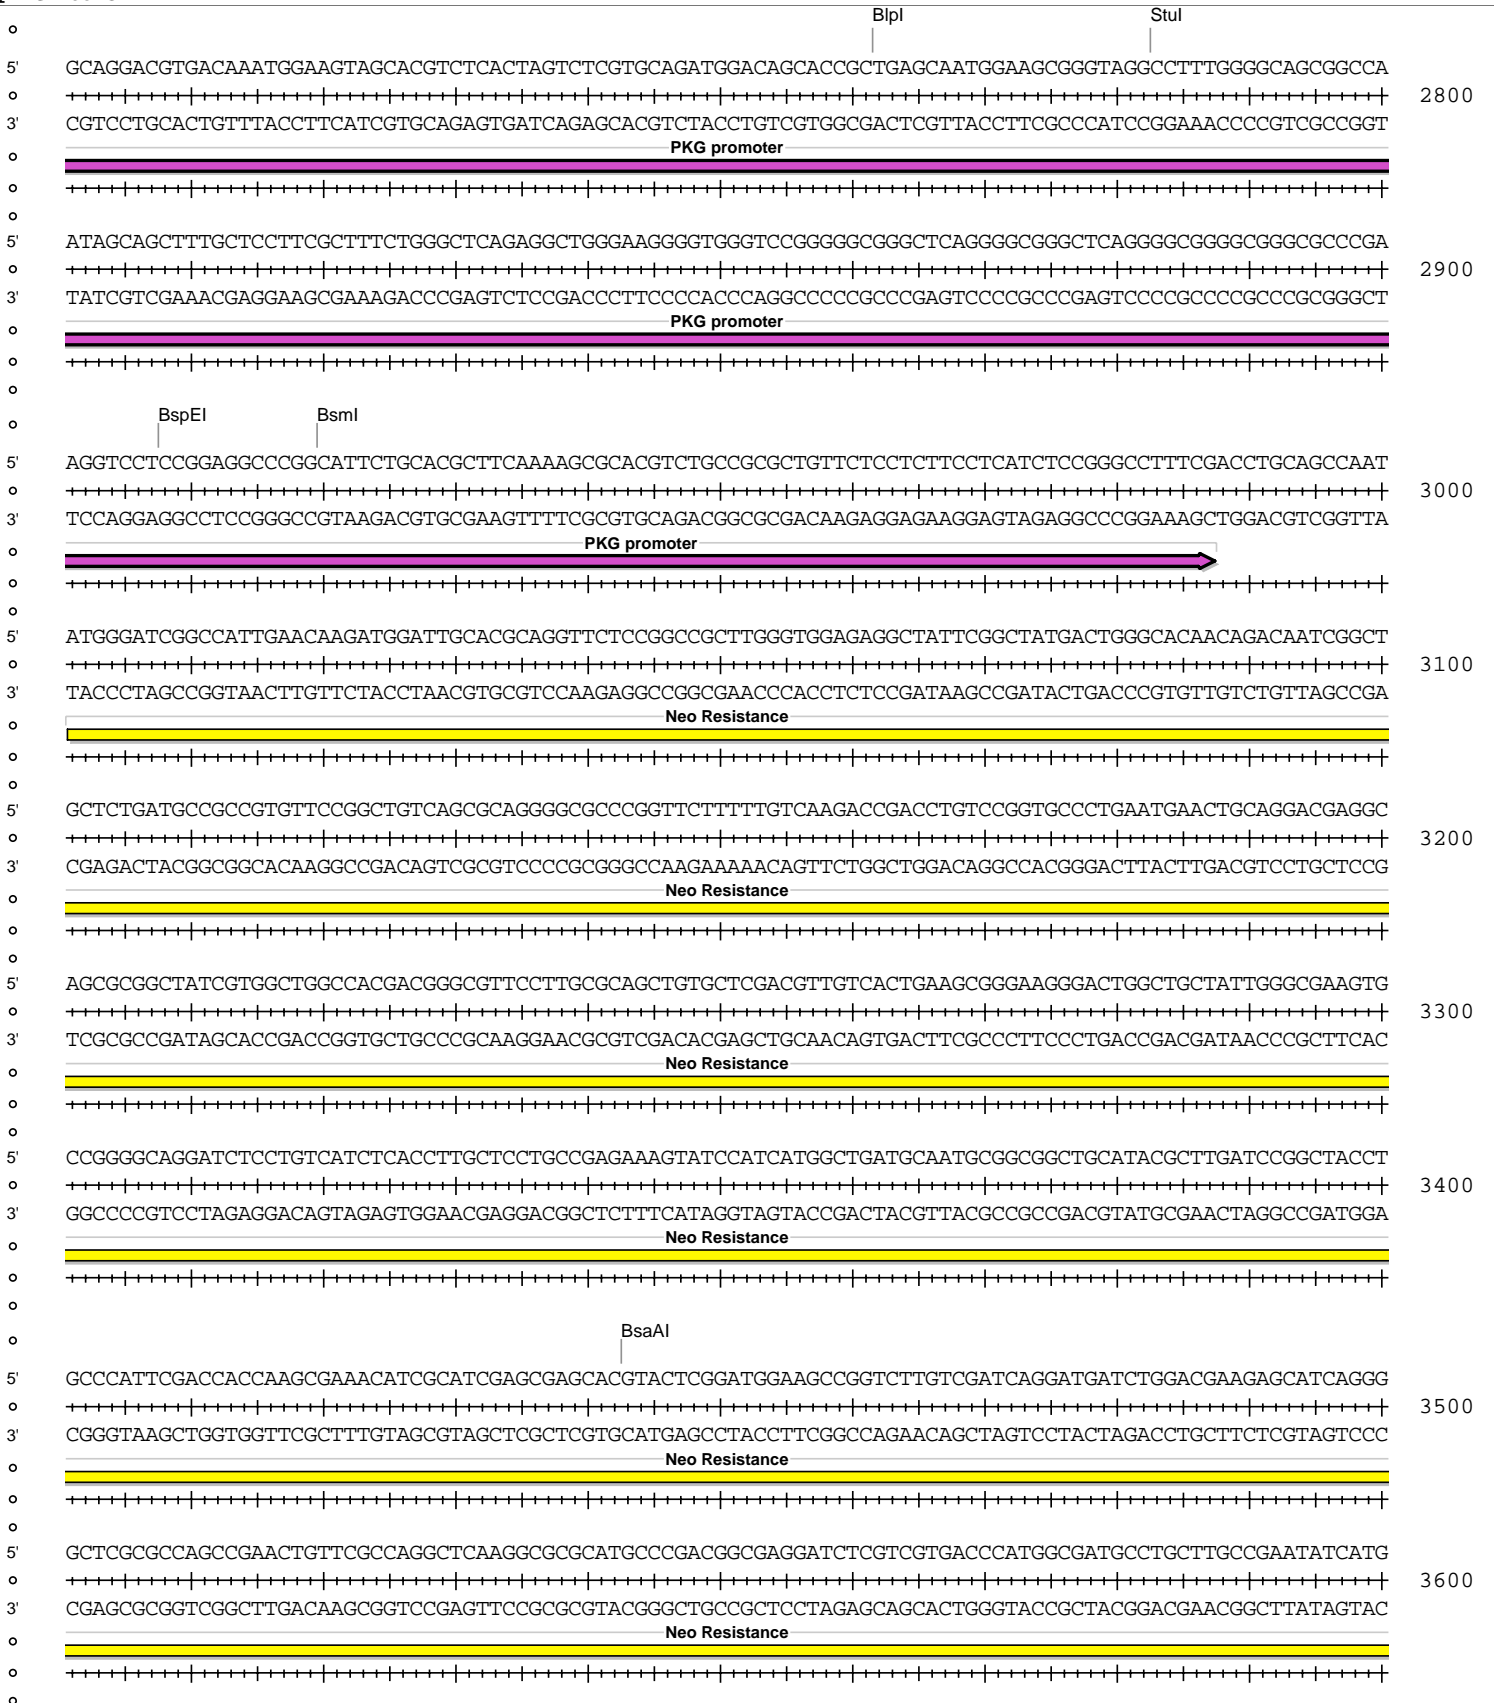 BlpI StuI
5' GCAGGACGTGACAAATGGAAGTAGCACGTCTCACTAGTCTCGTGCAGATGGACAGCACCGCTGAGCAATGGAAGCGGGTAGGCCTTTGGGGCAGCGGCCA
2800
3' CGTCCTGCACTGTTTACCTTCATCGTGCAGAGTGATCAGAGCACGTCTACCTGTCGTGGCGACTCGTTACCTTCGCCCATCCGGAAACCCCGTCGCCGGT
PKG promoter
5' ATAGCAGCTTTGCTCCTTCGCTTTCTGGGCTCAGAGGCTGGGAAGGGGTGGGTCCGGGGGCGGGCTCAGGGGCGGGCTCAGGGGCGGGGCGGGCGCCCGA
2900
3' TATCGTCGAAACGAGGAAGCGAAAGACCCGAGTCTCCGACCCTTCCCCACCCAGGCCCCCGCCCGAGTCCCCGCCCGAGTCCCCGCCCCGCCCGCGGGCT
PKG promoter
BspEI BsmI
5' AGGTCCTCCGGAGGCCCGGCATTCTGCACGCTTCAAAAGCGCACGTCTGCCGCGCTGTTCTCCTCTTCCTCATCTCCGGGCCTTTCGACCTGCAGCCAAT
3000
3' TCCAGGAGGCCTCCGGGCCGTAAGACGTGCGAAGTTTTCGCGTGCAGACGGCGCGACAAGAGGAGAAGGAGTAGAGGCCCGGAAAGCTGGACGTCGGTTA
PKG promoter
5' ATGGGATCGGCCATTGAACAAGATGGATTGCACGCAGGTTCTCCGGCCGCTTGGGTGGAGAGGCTATTCGGCTATGACTGGGCACAACAGACAATCGGCT
3100
3' TACCCTAGCCGGTAACTTGTTCTACCTAACGTGCGTCCAAGAGGCCGGCGAACCCACCTCTCCGATAAGCCGATACTGACCCGTGTTGTCTGTTAGCCGA
Neo Resistance
5' GCTCTGATGCCGCCGTGTTCCGGCTGTCAGCGCAGGGGCGCCCGGTTCTTTTTGTCAAGACCGACCTGTCCGGTGCCCTGAATGAACTGCAGGACGAGGC
3200
3' CGAGACTACGGCGGCACAAGGCCGACAGTCGCGTCCCCGCGGGCCAAGAAAAACAGTTCTGGCTGGACAGGCCACGGGACTTACTTGACGTCCTGCTCCG
Neo Resistance
5' AGCGCGGCTATCGTGGCTGGCCACGACGGGCGTTCCTTGCGCAGCTGTGCTCGACGTTGTCACTGAAGCGGGAAGGGACTGGCTGCTATTGGGCGAAGTG
3300
3' TCGCGCCGATAGCACCGACCGGTGCTGCCCGCAAGGAACGCGTCGACACGAGCTGCAACAGTGACTTCGCCCTTCCCTGACCGACGATAACCCGCTTCAC
Neo Resistance
5' CCGGGGCAGGATCTCCTGTCATCTCACCTTGCTCCTGCCGAGAAAGTATCCATCATGGCTGATGCAATGCGGCGGCTGCATACGCTTGATCCGGCTACCT
3400
3' GGCCCCGTCCTAGAGGACAGTAGAGTGGAACGAGGACGGCTCTTTCATAGGTAGTACCGACTACGTTACGCCGCCGACGTATGCGAACTAGGCCGATGGA
Neo Resistance
BsaAI
5' GCCCATTCGACCACCAAGCGAAACATCGCATCGAGCGAGCACGTACTCGGATGGAAGCCGGTCTTGTCGATCAGGATGATCTGGACGAAGAGCATCAGGG
3500
3' CGGGTAAGCTGGTGGTTCGCTTTGTAGCGTAGCTCGCTCGTGCATGAGCCTACCTTCGGCCAGAACAGCTAGTCCTACTAGACCTGCTTCTCGTAGTCCC
Neo Resistance
5' GCTCGCGCCAGCCGAACTGTTCGCCAGGCTCAAGGCGCGCATGCCCGACGGCGAGGATCTCGTCGTGACCCATGGCGATGCCTGCTTGCCGAATATCATG
3600
3' CGAGCGCGGTCGGCTTGACAAGCGGTCCGAGTTCCGCGCGTACGGGCTGCCGCTCCTAGAGCAGCACTGGGTACCGCTACGGACGAACGGCTTATAGTAC
Neo Resistance